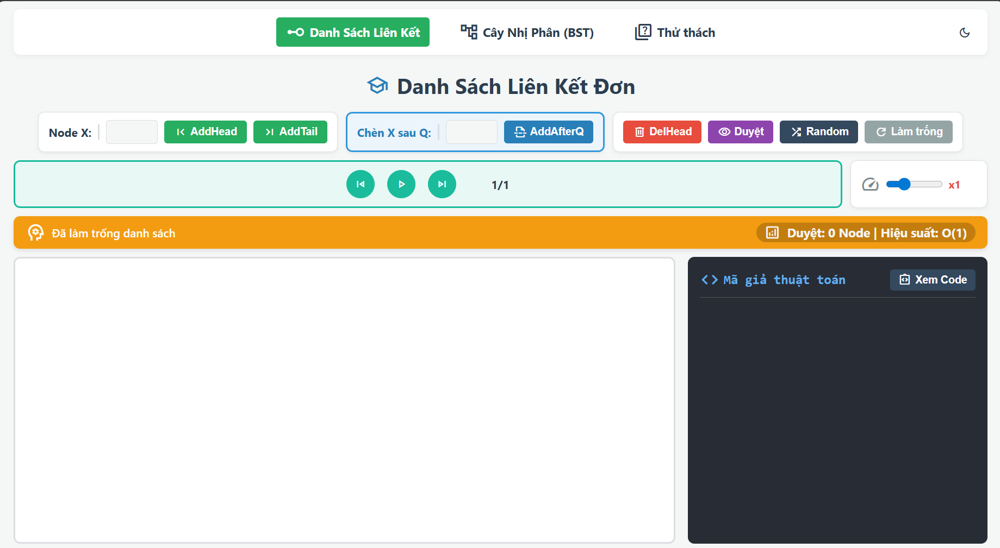 Danh Sách Liên Kết
Cây Nhị Phân (BST)
Thử thách
Danh Sách Liên Kết Đơn
Node X:
AddHead
AddTail
Chèn X sau Q:
AddAfterQ
DelHead
Duyệt
Random
Làm trống
1/1
x1
Đã làm trống danh sách
Duyệt: 0 Node | Hiệu suất: O(1)
Mã giả thuật toán
Xem Code